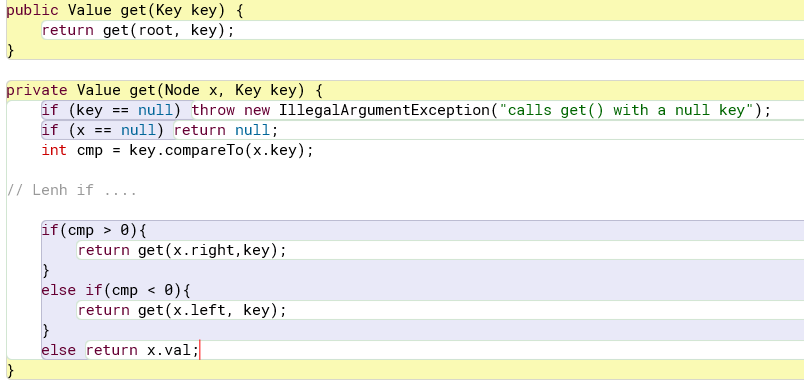 public Value get(Key key) {
    return get(root, key);
}

private Value get(Node x, Key key) {
    if (key == null) throw new IllegalArgumentException("calls get() with a null key");
    if (x == null) return null;
    int cmp = key.compareTo(x.key);

// Lenh if ....

    if(cmp > 0){
        return get(x.right,key);
    }
    else if(cmp < 0){
        return get(x.left, key);
    }
    else return x.val;
}